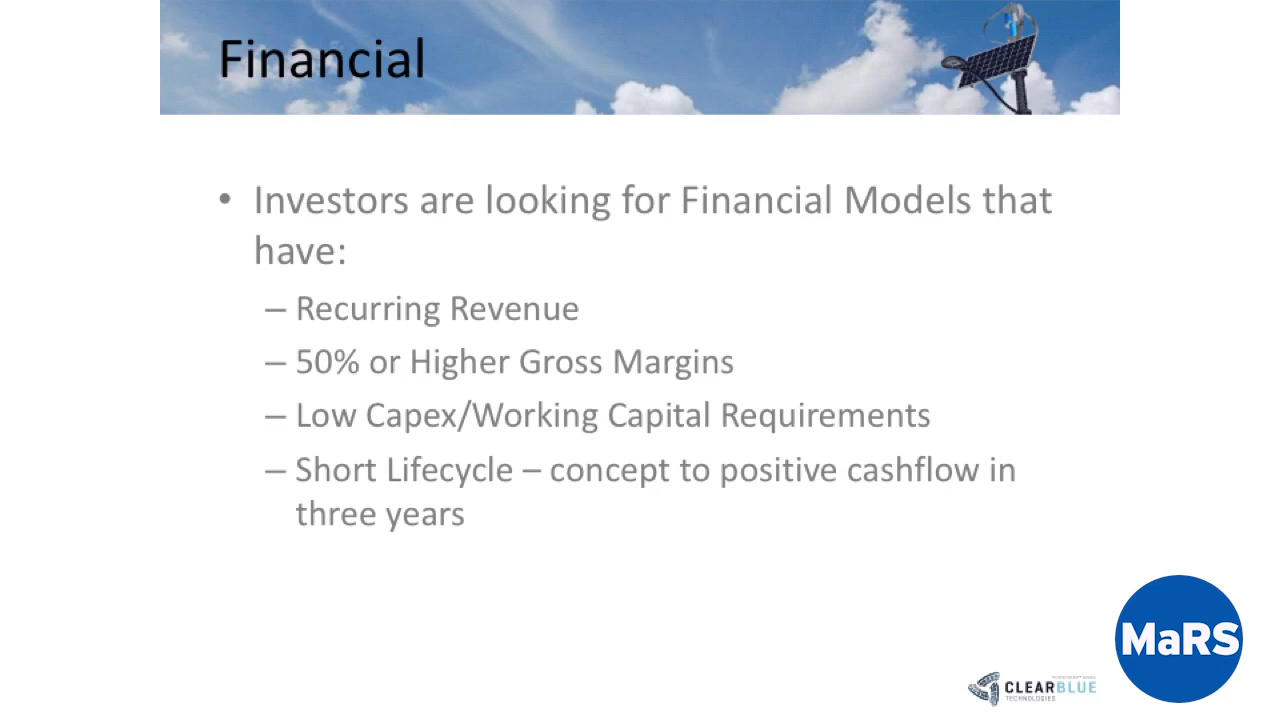 Financial
• Investors are looking for Financial Models that
have:
– Recurring Revenue
– 50% or Higher Gross Margins
– Low Capex/Working Capital Requirements
– Short Lifecycle – concept to positive cashflow in
three years
MaRS
CLEARBLUE
TECHNOLOGIES